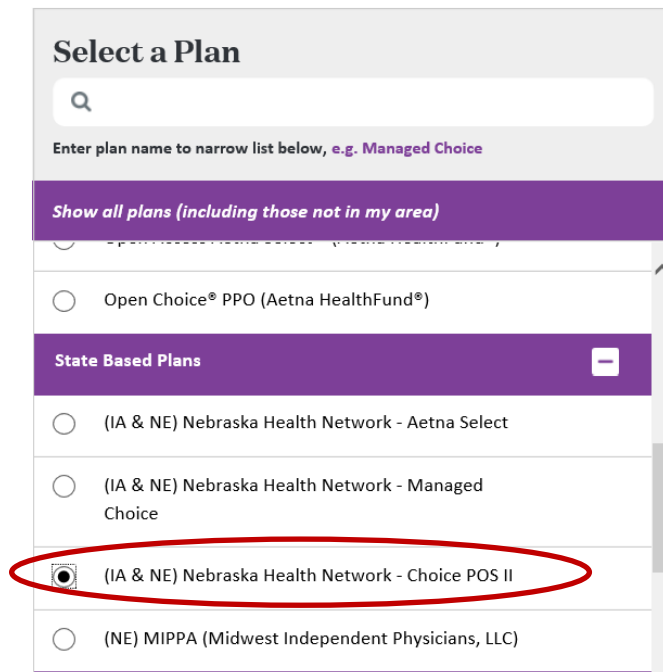 Select a Plan
Enter plan name to narrow list below, e.g. Managed Choice
Show all plans (including those not in my area)
Open Choice® PPO (Aetna HealthFund®)
State Based Plans
(IA & NE) Nebraska Health Network - Aetna Select
(IA & NE) Nebraska Health Network - Managed
Choice
(IA & NE) Nebraska Health Network - Choice POS II
(NE) MIPPA (Midwest Independent Physicians, LLC)